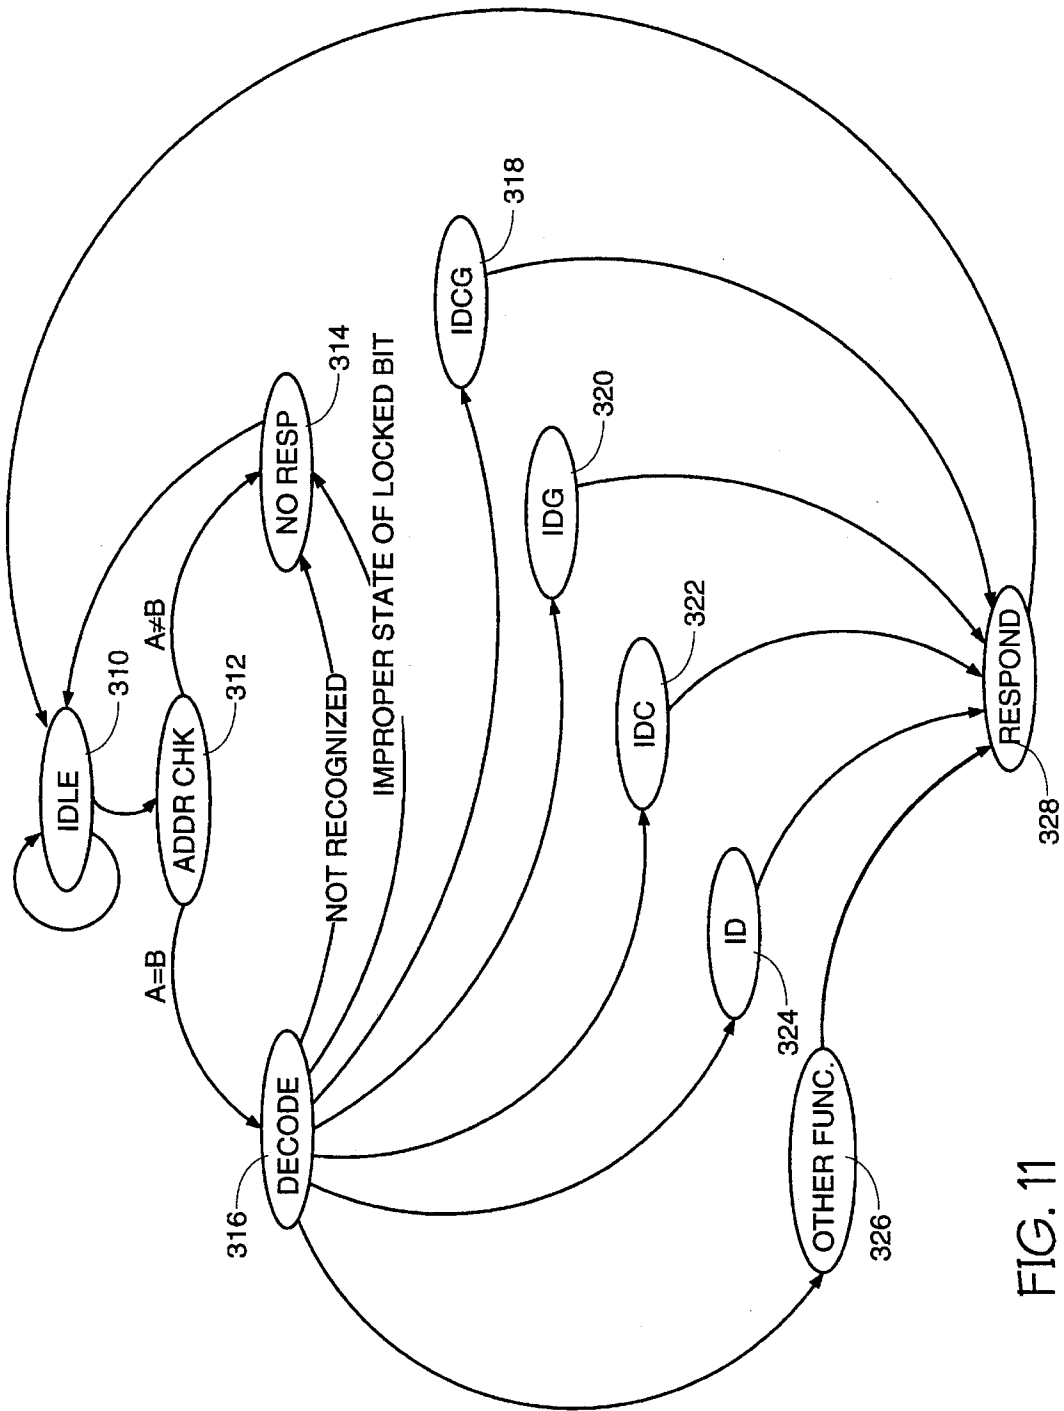 IDLE
310
A≠B
ADDR CHK
312
A=B
NO RESP
314
DECODE
316
NOT RECOGNIZED
IMPROPER STATE OF LOCKED BIT
IDCG
318
IDG
320
IDC
322
ID
324
OTHER FUNC.
326
RESPOND
328
FIG. 11